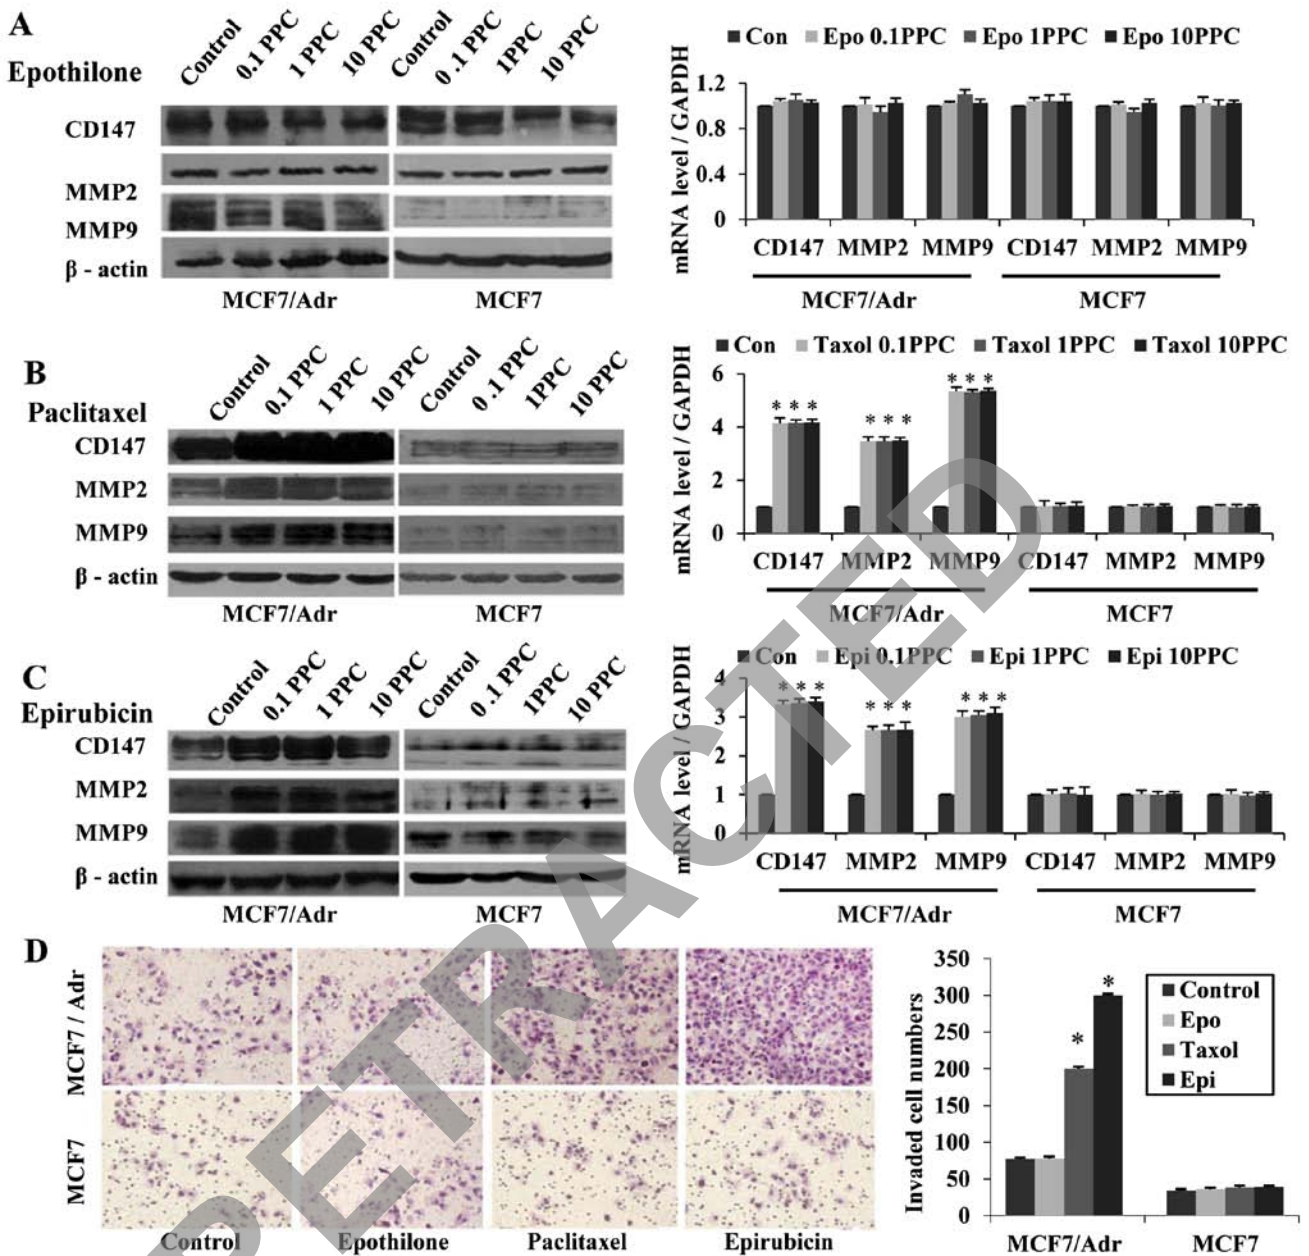 A
Epothilone
Control 0.1 PPC 1 PPC 10 PPC Control 0.1 PPC 1PPC 10 PPC
CD147
MMP2
MMP9
β - actin
MCF7/Adr MCF7
■ Con ■ Epo 0.1PPC ■ Epo 1PPC ■ Epo 10PPC
mRNA level / GAPDH
1.2
0.8
0.4
0
CD147 MMP2 MMP9 CD147 MMP2 MMP9
MCF7/Adr MCF7
B
Paclitaxel
Control 0.1 PPC 1 PPC 10 PPC Control 0.1 PPC 1PPC 10 PPC
CD147
MMP2
MMP9
β - actin
MCF7/Adr MCF7
■ Con ■ Taxol 0.1PPC ■ Taxol 1PPC ■ Taxol 10PPC
mRNA level / GAPDH
6
4
2
0
* * * * * * * * *
CD147 MMP2 MMP9 CD147 MMP2 MMP9
MCF7/Adr MCF7
C
Epirubicin
Control 0.1 PPC 1 PPC 10 PPC Control 0.1 PPC 1PPC 10 PPC
CD147
MMP2
MMP9
β - actin
MCF7/Adr MCF7
■ Con ■ Epi 0.1PPC ■ Epi 1PPC ■ Epi 10PPC
mRNA level / GAPDH
4
3
2
1
0
* * * * * * * * *
CD147 MMP2 MMP9 CD147 MMP2 MMP9
MCF7/Adr MCF7
D
MCF7 / Adr
MCF7
Control Epothilone Paclitaxel Epirubicin
Invaded cell numbers
350
300
250
200
150
100
50
0
* *
Control
Epo
Taxol
Epi
MCF7/Adr MCF7
RETRACTED